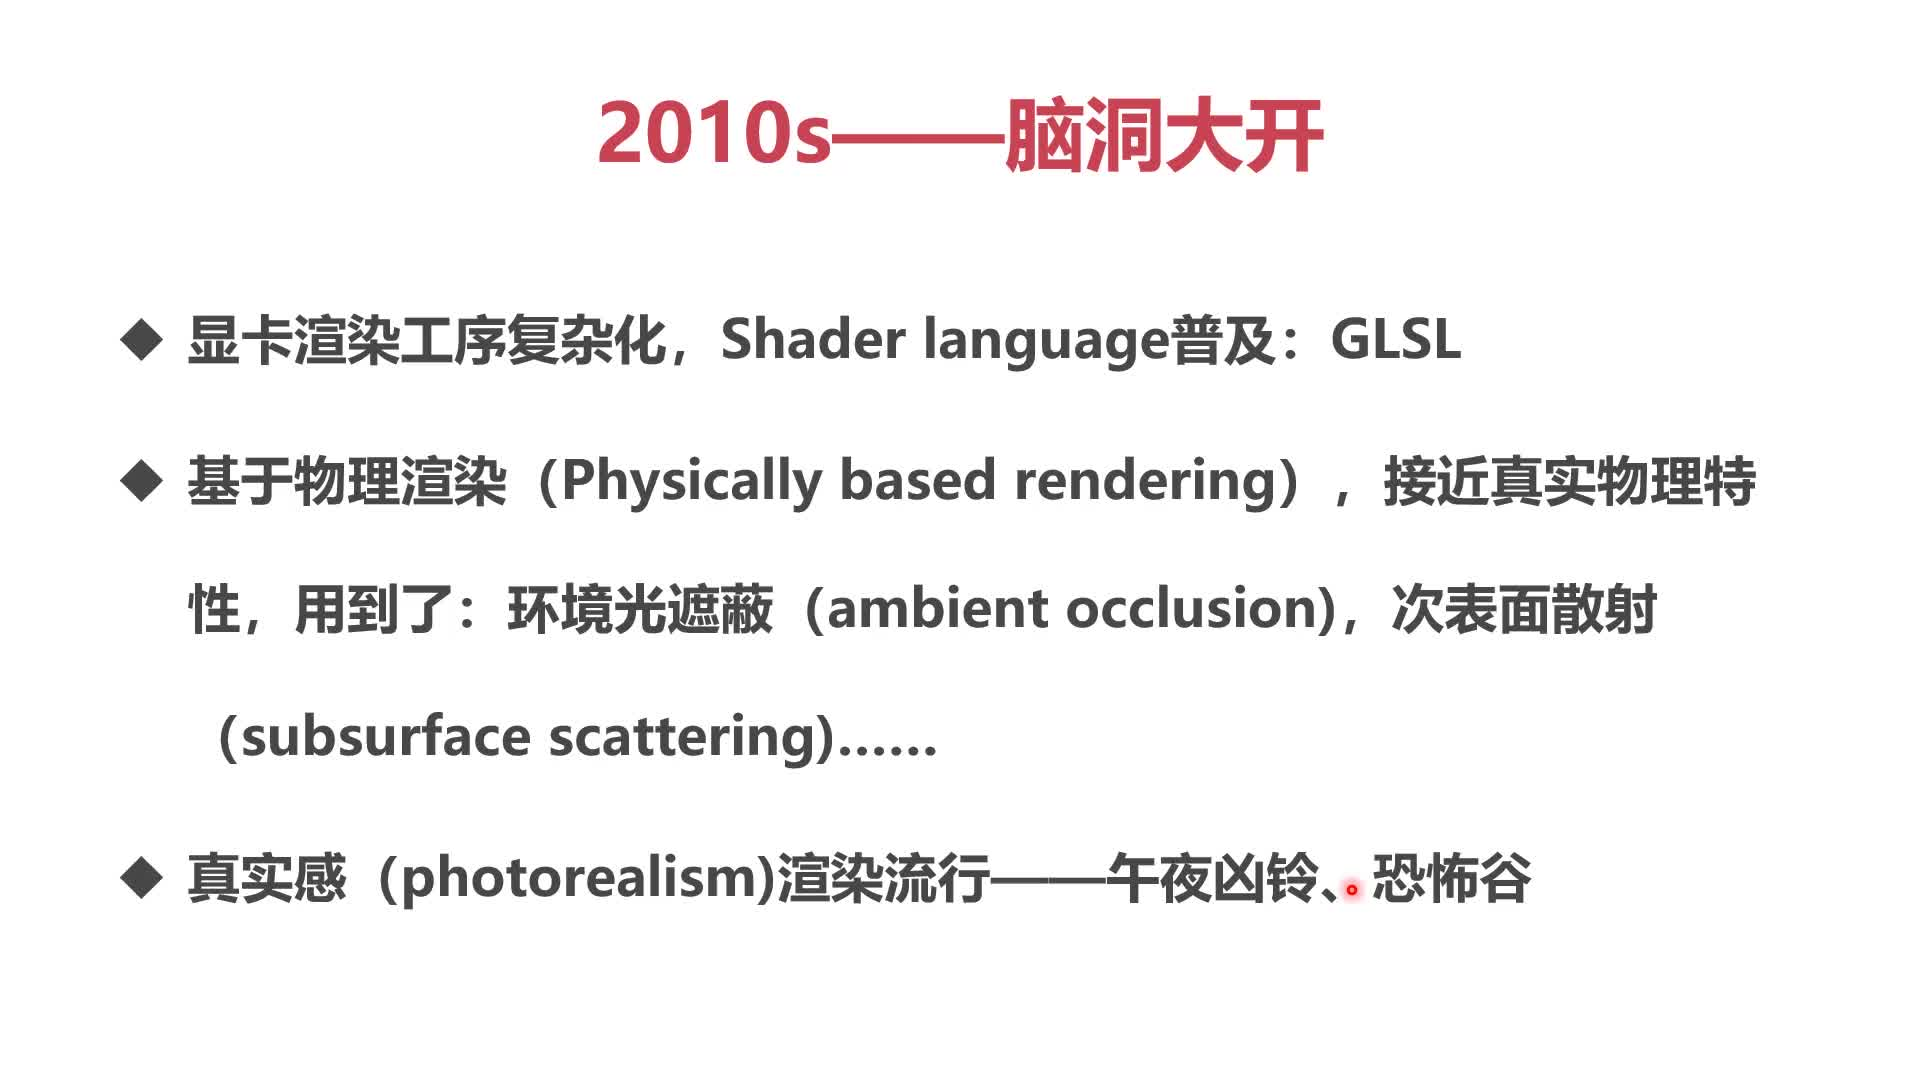 2010s——脑洞大开
显卡渲染工序复杂化，Shader language普及：GLSL
基于物理渲染（Physically based rendering），接近真实物理特
性，用到了：环境光遮蔽（ambient occlusion)，次表面散射
（subsurface scattering)……
真实感（photorealism)渲染流行——午夜凶铃、恐怖谷